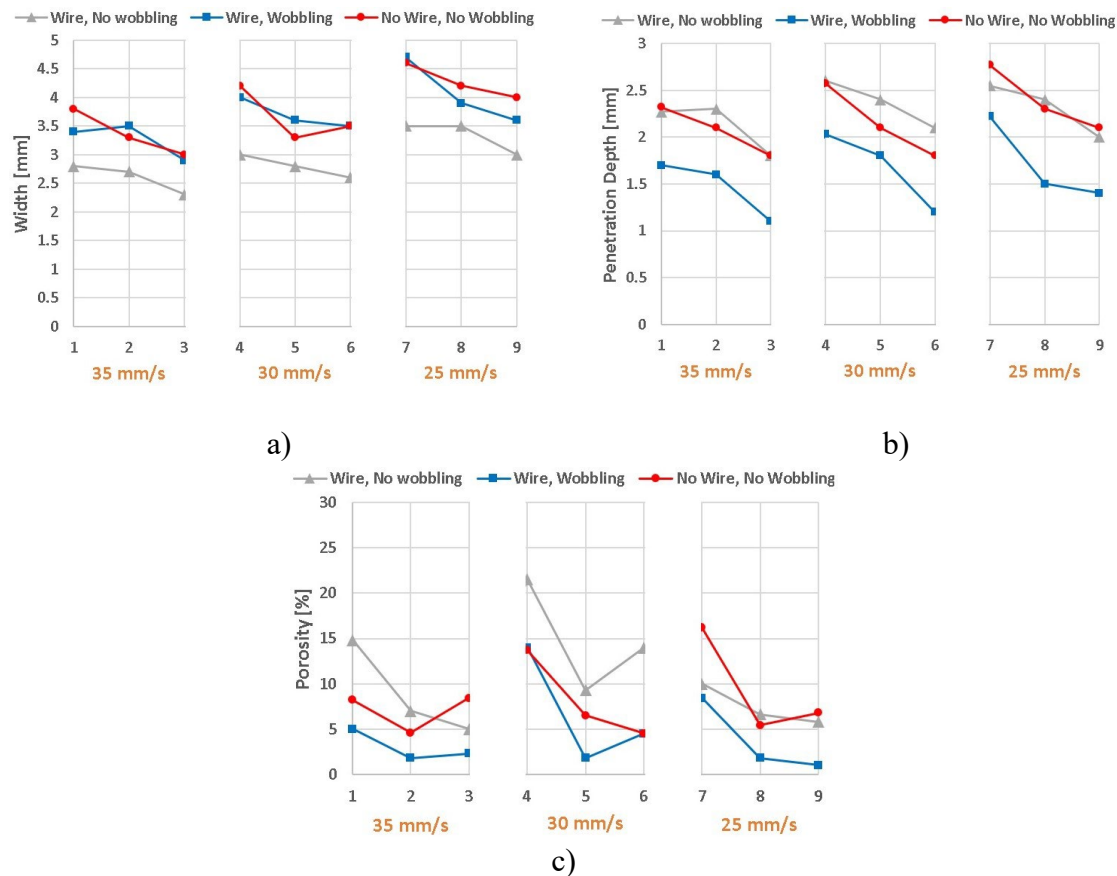 Wire, No wobbling Wire, Wobbling No Wire, No Wobbling
Width [mm]
5
4.5
4
3.5
3
2.5
2
1.5
1
0.5
0
1 2 3 4 5 6 7 8 9
35 mm/s 30 mm/s 25 mm/s
a)
Wire, No wobbling Wire, Wobbling No Wire, No Wobbling
Penetration Depth [mm]
3
2.5
2
1.5
1
0.5
0
1 2 3 4 5 6 7 8 9
35 mm/s 30 mm/s 25 mm/s
b)
Wire, No wobbling Wire, Wobbling No Wire, No Wobbling
Porosity [%]
30
25
20
15
10
5
0
1 2 3 4 5 6 7 8 9
35 mm/s 30 mm/s 25 mm/s
c)